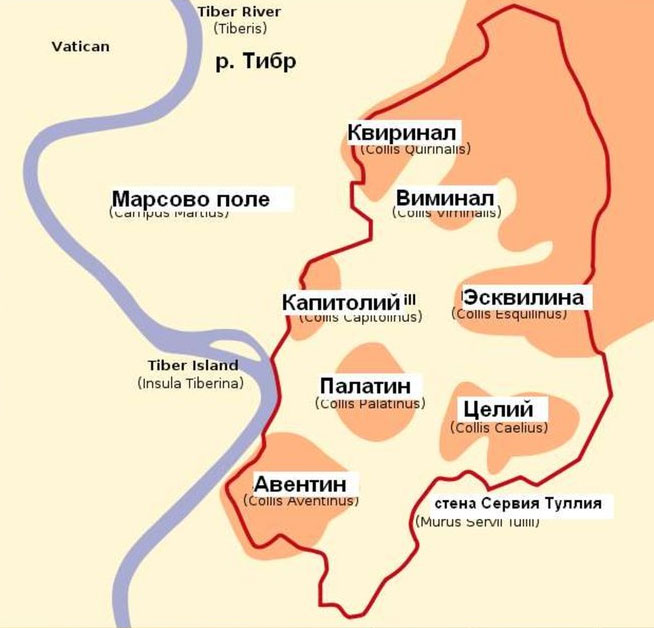 Tiber River
(Tiberis)
Vatican
р. Тибр
Квиринал
(Collis Quirinalis)
Марсово поле
(Campus Martius)
Виминал
(Collis Viminalis)
Капитолий ill
(Collis Capitolinus)
Эсквилина
(Collis Esquilinus)
Tiber Island
(Insula Tiberina)
Палатин
(Collis Palatinus)
Целий
(Collis Caelius)
Авентин
(Collis Aventinus)
стена Сервия Туллия
(Murus Servii Tullii)